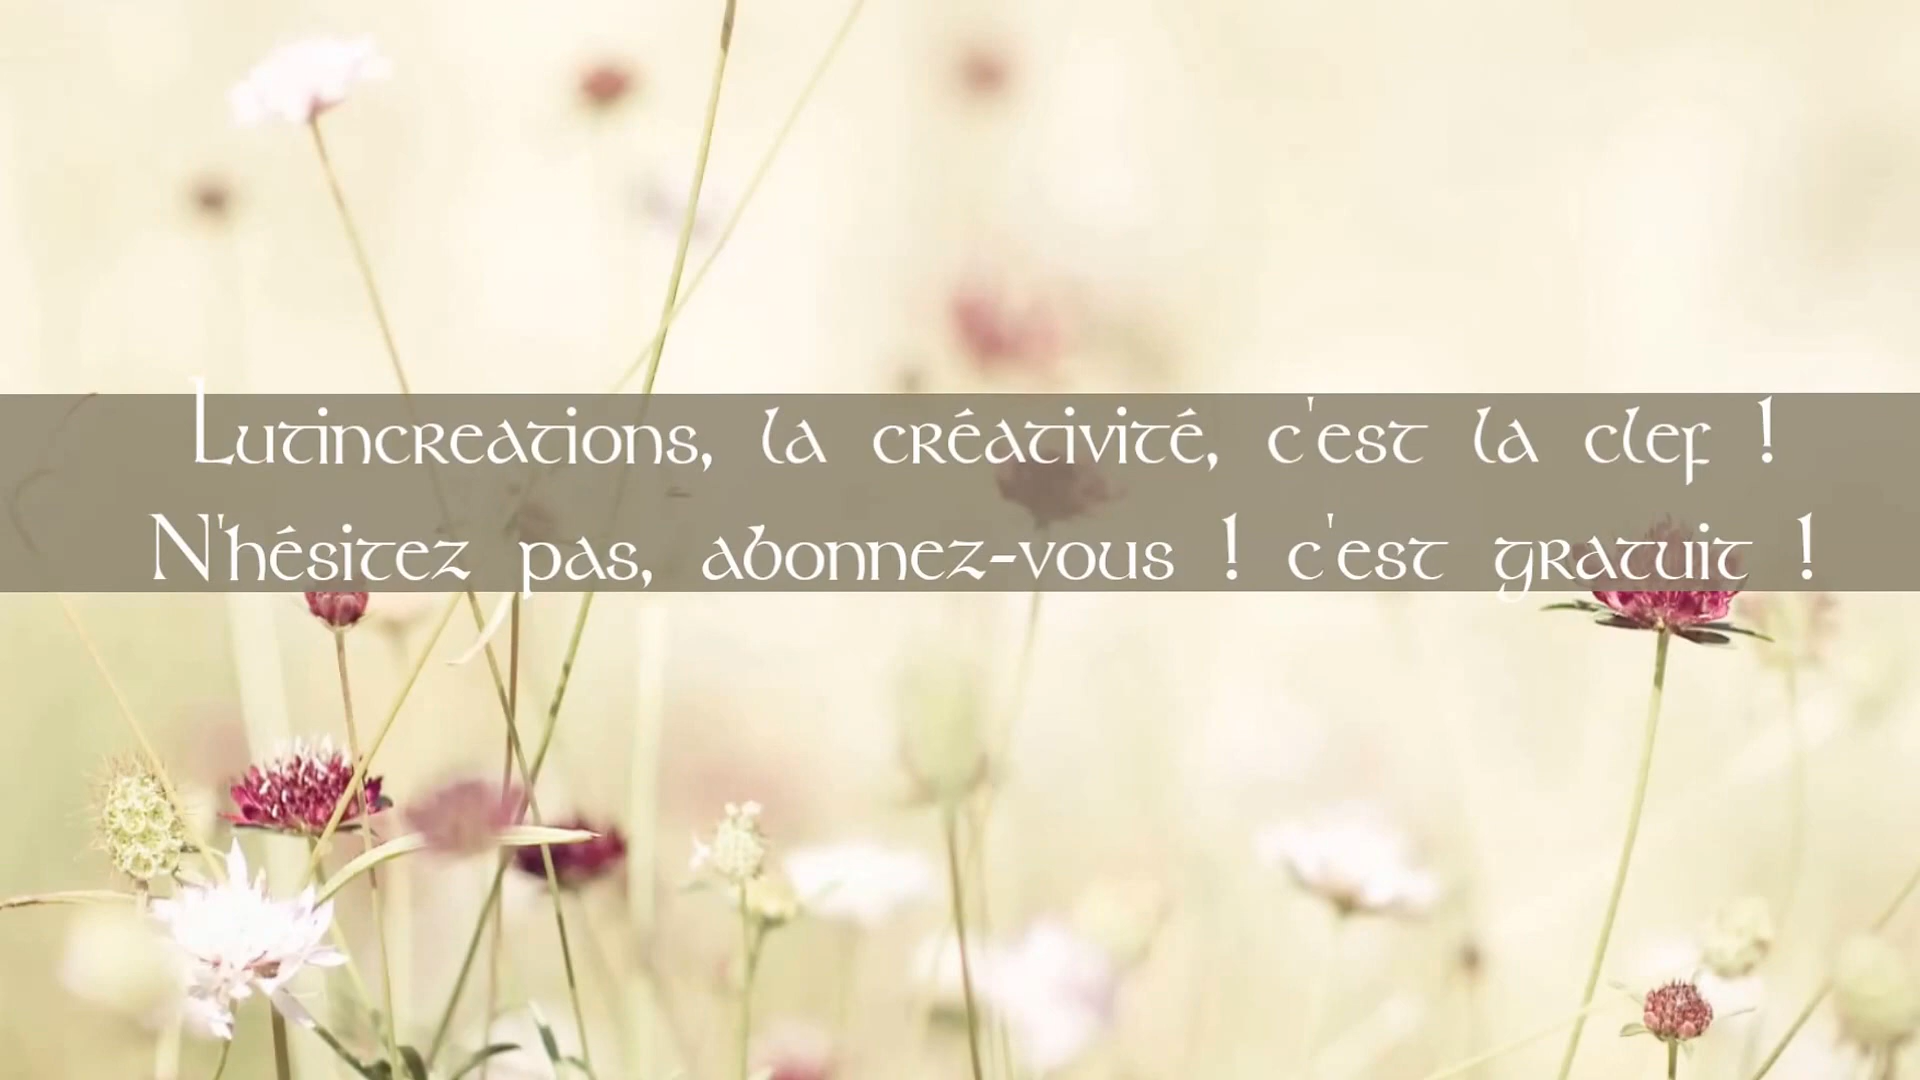 Lutincreations, la créativité, c'est la clef !
N'hésitez pas, abonnez-vous ! c'est gratuit !